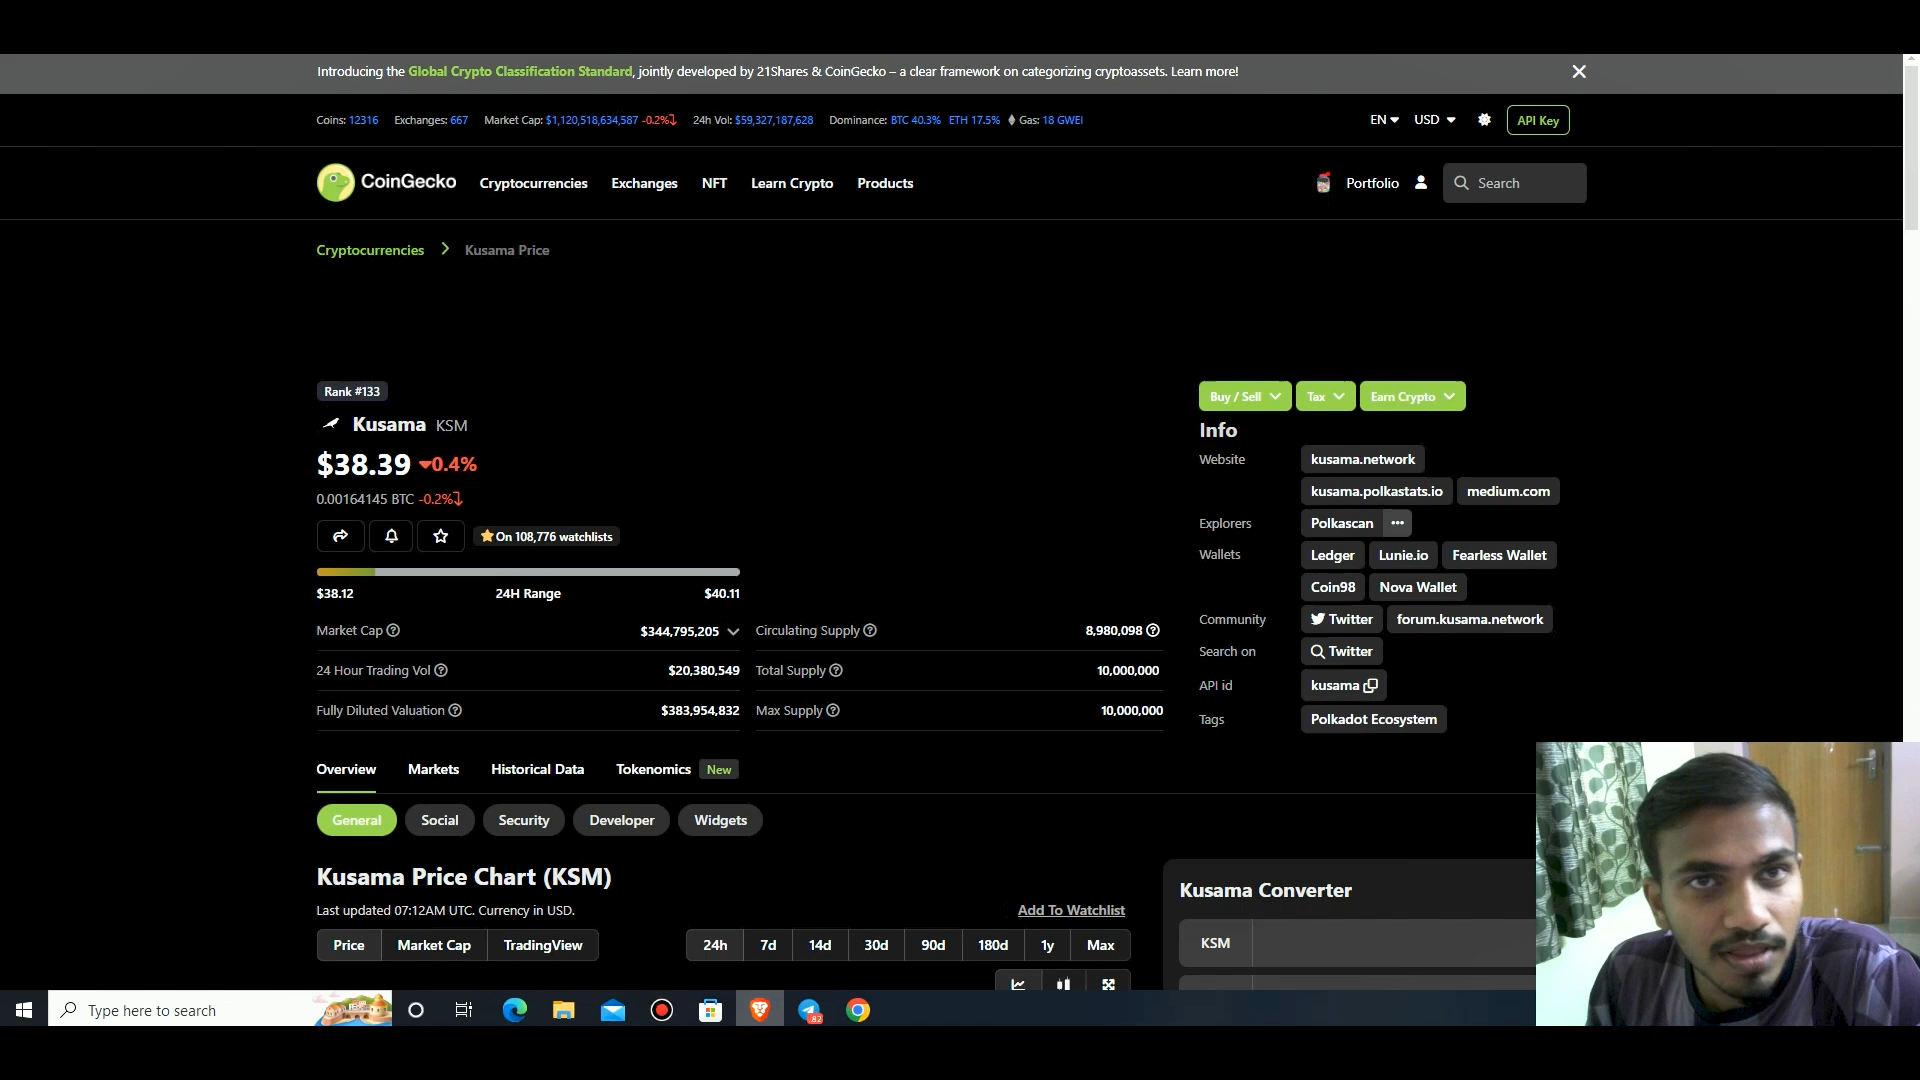 Introducing the Global Crypto Classification Standard, jointly developed by 21Shares & CoinGecko – a clear framework on categorizing cryptoassets. Learn more!
Coins: 12316 Exchanges: 667 Market Cap: $1,120,518,634,587 -0.2% 24h Vol: $59,327,187,628 Dominance: BTC 40.3% ETH 17.5% Gas: 18 GWEI
EN USD API Key
CoinGecko Cryptocurrencies Exchanges NFT Learn Crypto Products Portfolio Search
Cryptocurrencies Kusama Price
Rank #133
Kusama KSM
$38.39 0.4%
0.00164145 BTC -0.2%
On 108,776 watchlists
$38.12 24H Range $40.11
Market Cap $344,795,205
24 Hour Trading Vol $20,380,549
Fully Diluted Valuation $383,954,832
Circulating Supply 8,980,098
Total Supply 10,000,000
Max Supply 10,000,000
Buy / Sell Tax Earn Crypto
Info
Website kusama.network
kusama.polkastats.io medium.com
Explorers Polkascan •••
Wallets Ledger Lunie.io Fearless Wallet
Coin98 Nova Wallet
Community Twitter forum.kusama.network
Search on Twitter
API id kusama
Tags Polkadot Ecosystem
Overview Markets Historical Data Tokenomics New
General Social Security Developer Widgets
Kusama Price Chart (KSM)
Last updated 07:12AM UTC. Currency in USD. Add To Watchlist
Price Market Cap TradingView 24h 7d 14d 30d 90d 180d 1y Max
Kusama Converter
KSM
Type here to search
82